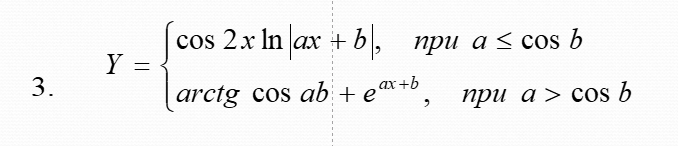 cos 2x ln|ax + b|, при a ≤ cos b
Y = {
3. arctg cos ab + e^{ax+b}, при a > cos b